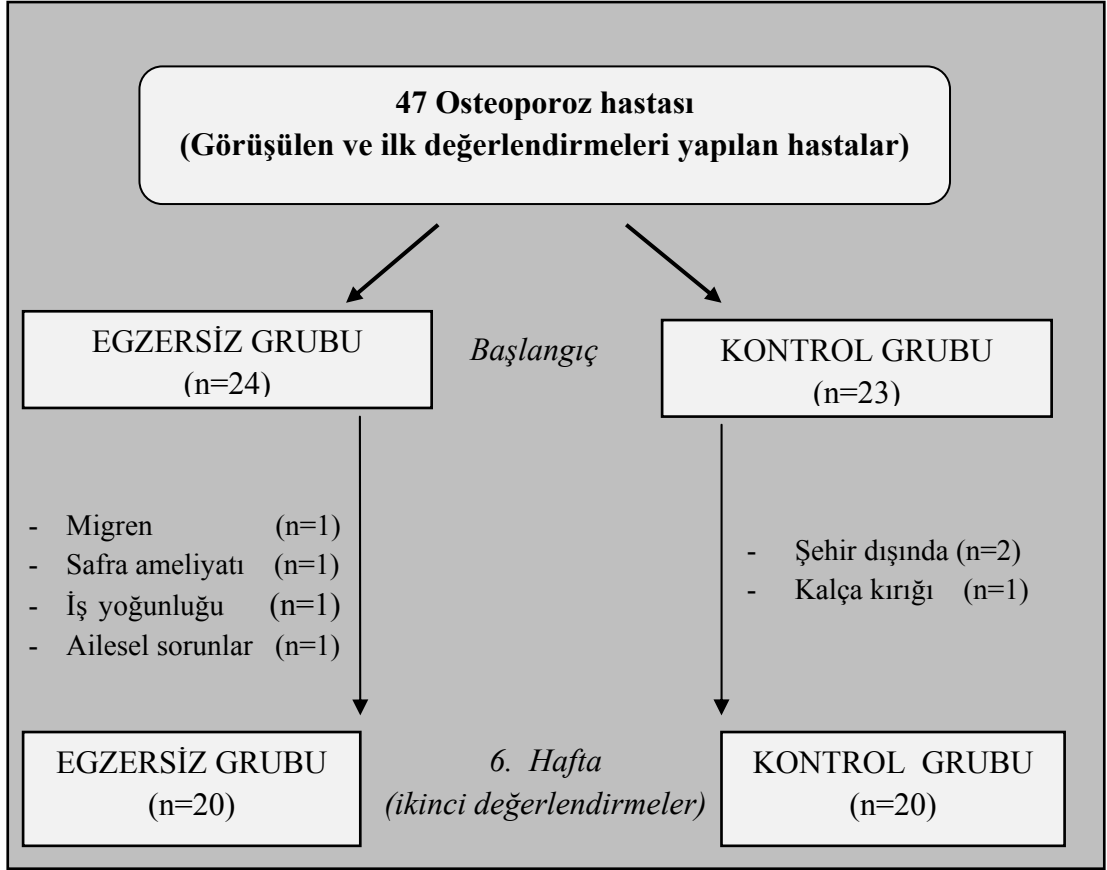 47 Osteoporoz hastası
(Görüşülen ve ilk değerlendirmeleri yapılan hastalar)
EGZERSİZ GRUBU
(n=24)
Başlangıç
KONTROL GRUBU
(n=23)
- Migren (n=1)
- Safra ameliyatı (n=1)
- İş yoğunluğu (n=1)
- Ailesel sorunlar (n=1)
- Şehir dışında (n=2)
- Kalça kırığı (n=1)
EGZERSİZ GRUBU
(n=20)
6. Hafta
(ikinci değerlendirmeler)
KONTROL GRUBU
(n=20)